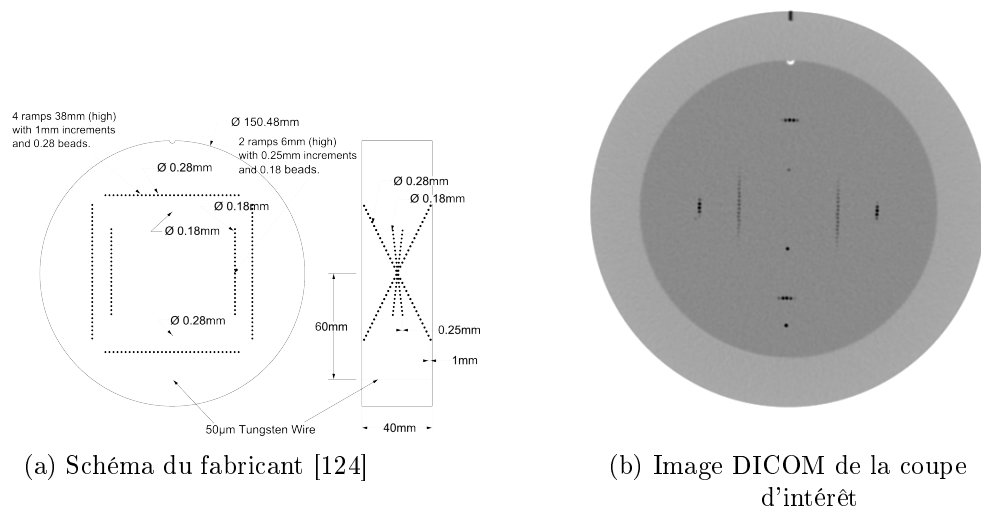 4 ramps 38mm (high)
with 1mm increments
and 0.28 beads.
Ø 150.48mm
2 ramps 6mm (high)
with 0.25mm increments
and 0.18 beads.
Ø 0.28mm
Ø 0.18mm
Ø 0.18mm
Ø 0.28mm
Ø 0.28mm
Ø 0.18mm
60mm
0.25mm
1mm
40mm
50µm Tungsten Wire
(a) Schéma du fabricant [124]
(b) Image DICOM de la coupe
d'intérêt